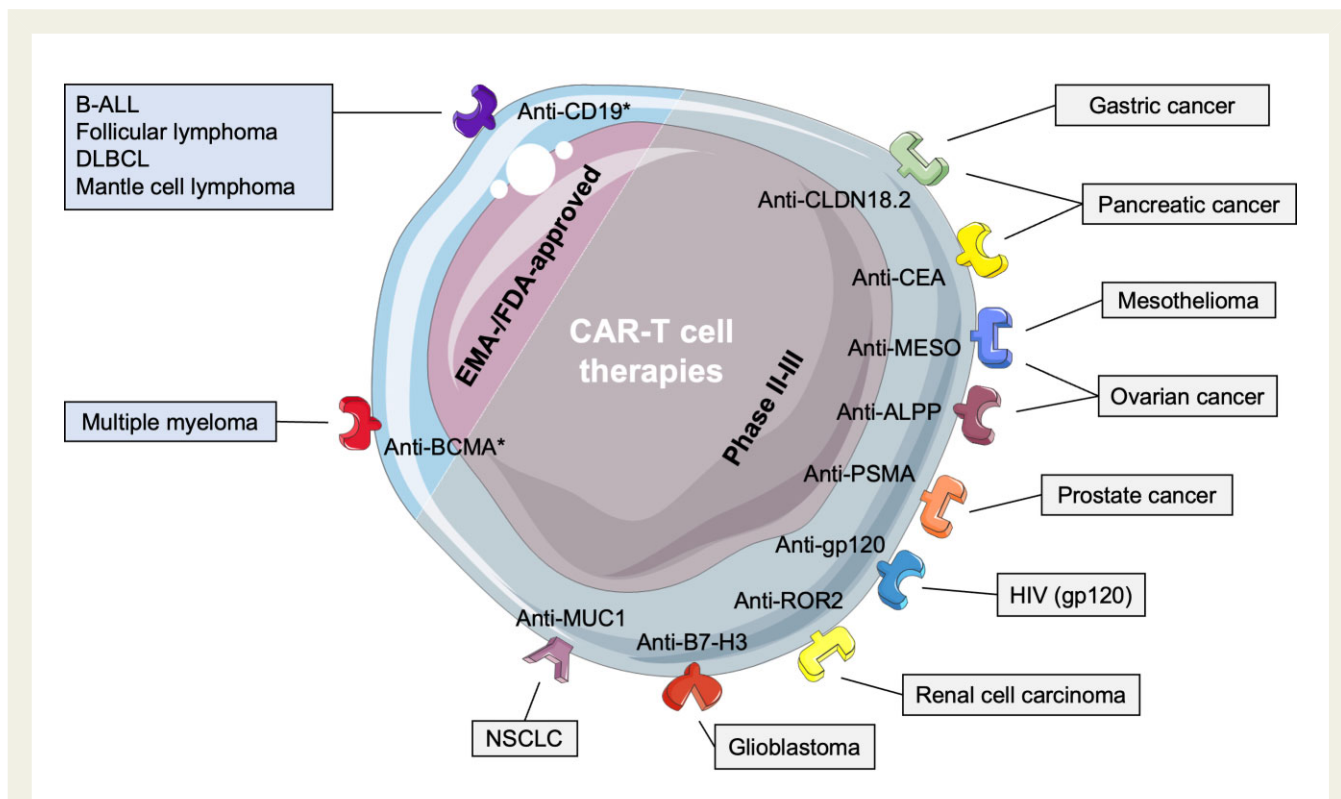 B-ALL
Follicular lymphoma
DLBCL
Mantle cell lymphoma
Anti-CD19*
EMA-/FDA-approved
Multiple myeloma
Anti-BCMA*
CAR-T cell
therapies
Phase II-III
Anti-CLDN18.2
Gastric cancer
Pancreatic cancer
Anti-CEA
Mesothelioma
Anti-MESO
Ovarian cancer
Anti-ALPP
Anti-PSMA
Prostate cancer
Anti-gp120
HIV (gp120)
Anti-ROR2
Renal cell carcinoma
Anti-B7-H3
Glioblastoma
Anti-MUC1
NSCLC